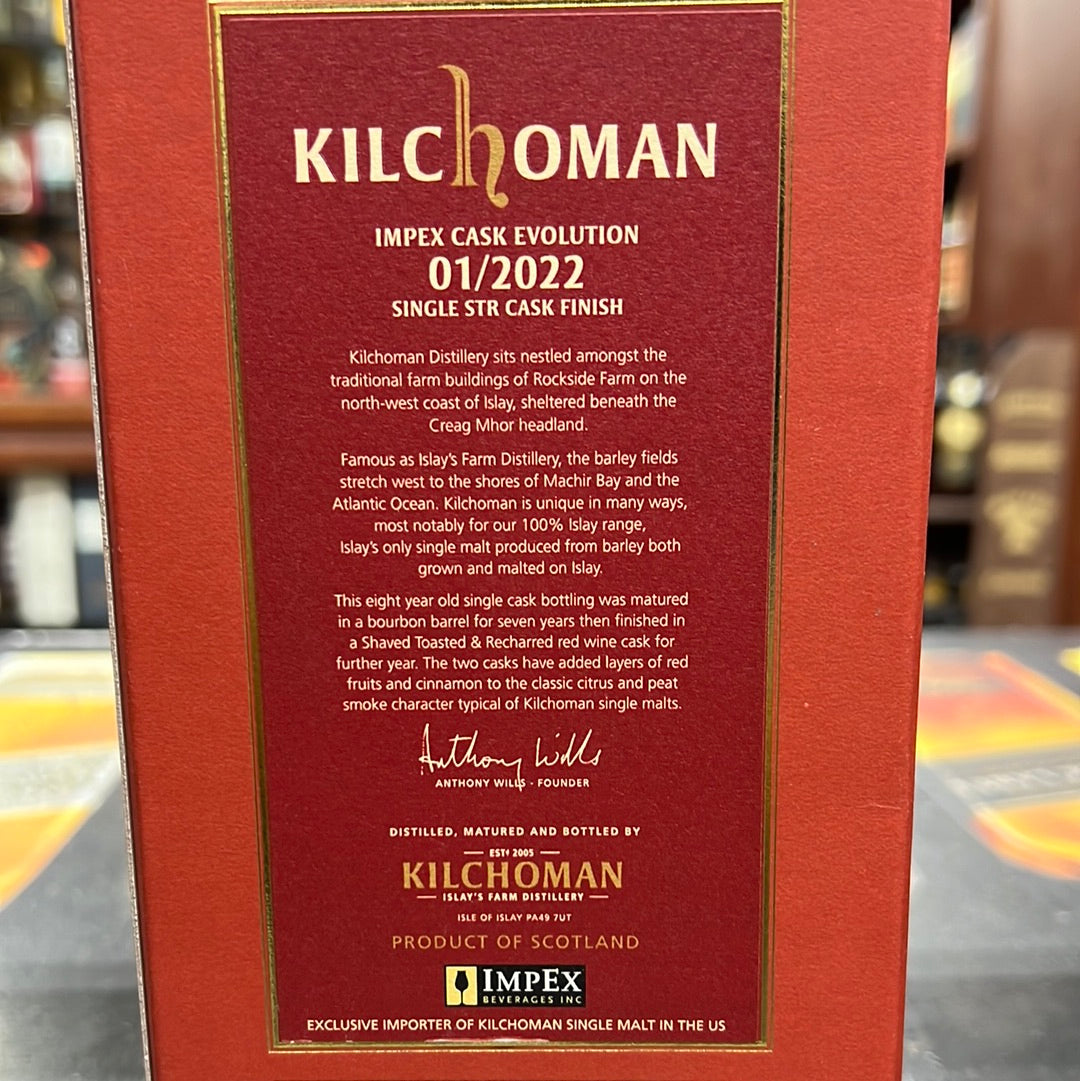 KILCHOMAN
IMPEX CASK EVOLUTION
01/2022
SINGLE STR CASK FINISH
Kilchoman Distillery sits nestled amongst the
traditional farm buildings of Rockside Farm on the
north-west coast of Islay, sheltered beneath the
Creag Mhor headland.
Famous as Islay's Farm Distillery, the barley fields
stretch west to the shores of Machir Bay and the
Atlantic Ocean. Kilchoman is unique in many ways,
most notably for our 100% Islay range,
Islay's only single malt produced from barley both
grown and malted on Islay.
This eight year old single cask bottling was matured
in a bourbon barrel for seven years then finished in
a Shaved Toasted & Recharred red wine cask for
further year. The two casks have added layers of red
fruits and cinnamon to the classic citrus and peat
smoke character typical of Kilchoman single malts.
Anthony Wills
ANTHONY WILLS · FOUNDER
DISTILLED, MATURED AND BOTTLED BY
ESTD 2005
KILCHOMAN
ISLAY'S FARM DISTILLERY
ISLE OF ISLAY PA49 7UT
PRODUCT OF SCOTLAND
IMPEX
BEVERAGES INC
EXCLUSIVE IMPORTER OF KILCHOMAN SINGLE MALT IN THE US